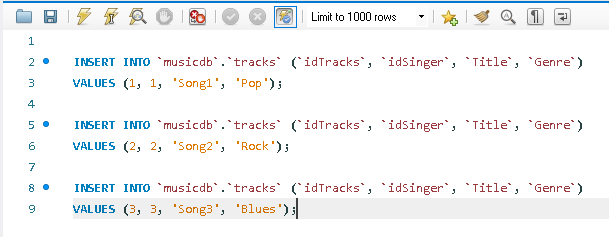 Limit to 1000 rows
1
2 INSERT INTO `musicdb`.`tracks` (`idTracks`, `idSinger`, `Title`, `Genre`)
3 VALUES (1, 1, 'Song1', 'Pop');
4
5 INSERT INTO `musicdb`.`tracks` (`idTracks`, `idSinger`, `Title`, `Genre`)
6 VALUES (2, 2, 'Song2', 'Rock');
7
8 INSERT INTO `musicdb`.`tracks` (`idTracks`, `idSinger`, `Title`, `Genre`)
9 VALUES (3, 3, 'Song3', 'Blues');